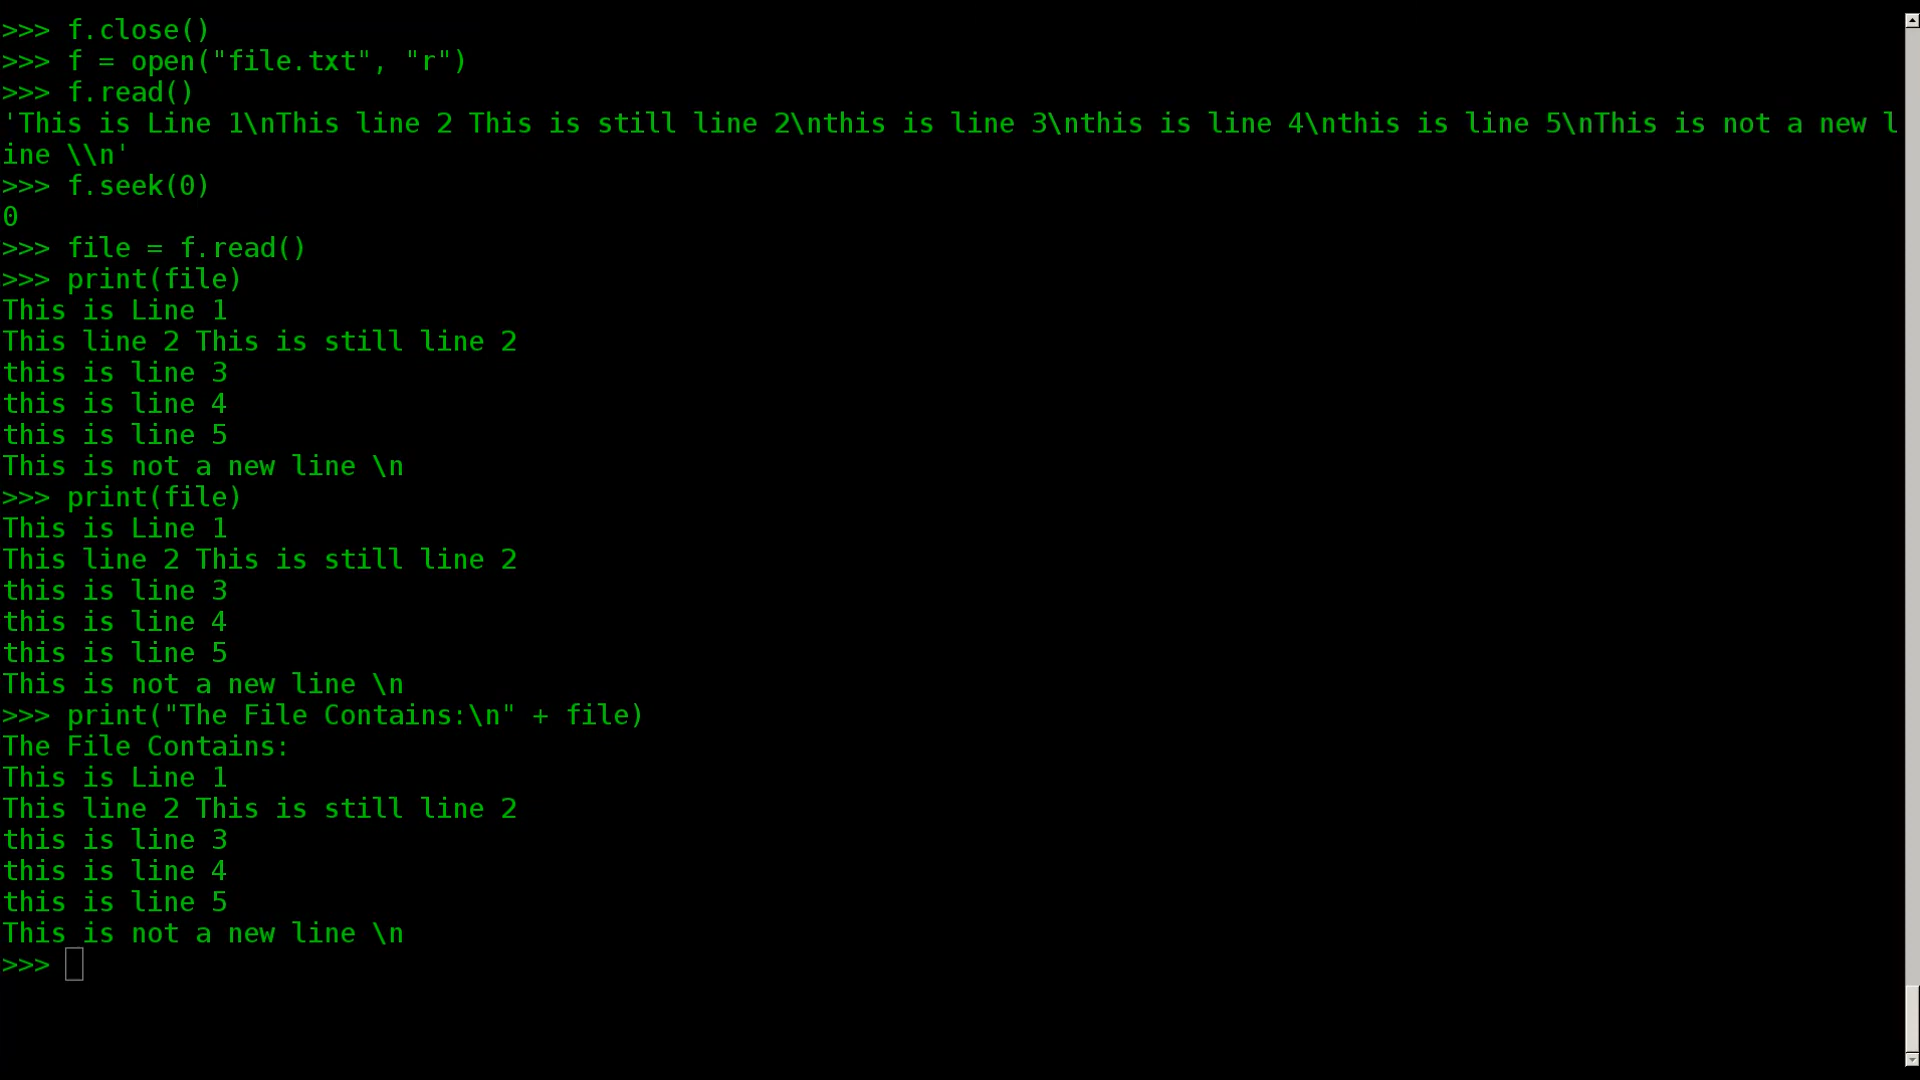 >>> f.close()
>>> f = open("file.txt", "r")
>>> f.read()
'This is Line 1\nThis line 2 This is still line 2\nthis is line 3\nthis is line 4\nthis is line 5\nThis is not a new l
ine \\n'
>>> f.seek(0)
0
>>> file = f.read()
>>> print(file)
This is Line 1
This line 2 This is still line 2
this is line 3
this is line 4
this is line 5
This is not a new line \n
>>> print(file)
This is Line 1
This line 2 This is still line 2
this is line 3
this is line 4
this is line 5
This is not a new line \n
>>> print("The File Contains:\n" + file)
The File Contains:
This is Line 1
This line 2 This is still line 2
this is line 3
this is line 4
this is line 5
This is not a new line \n
>>>